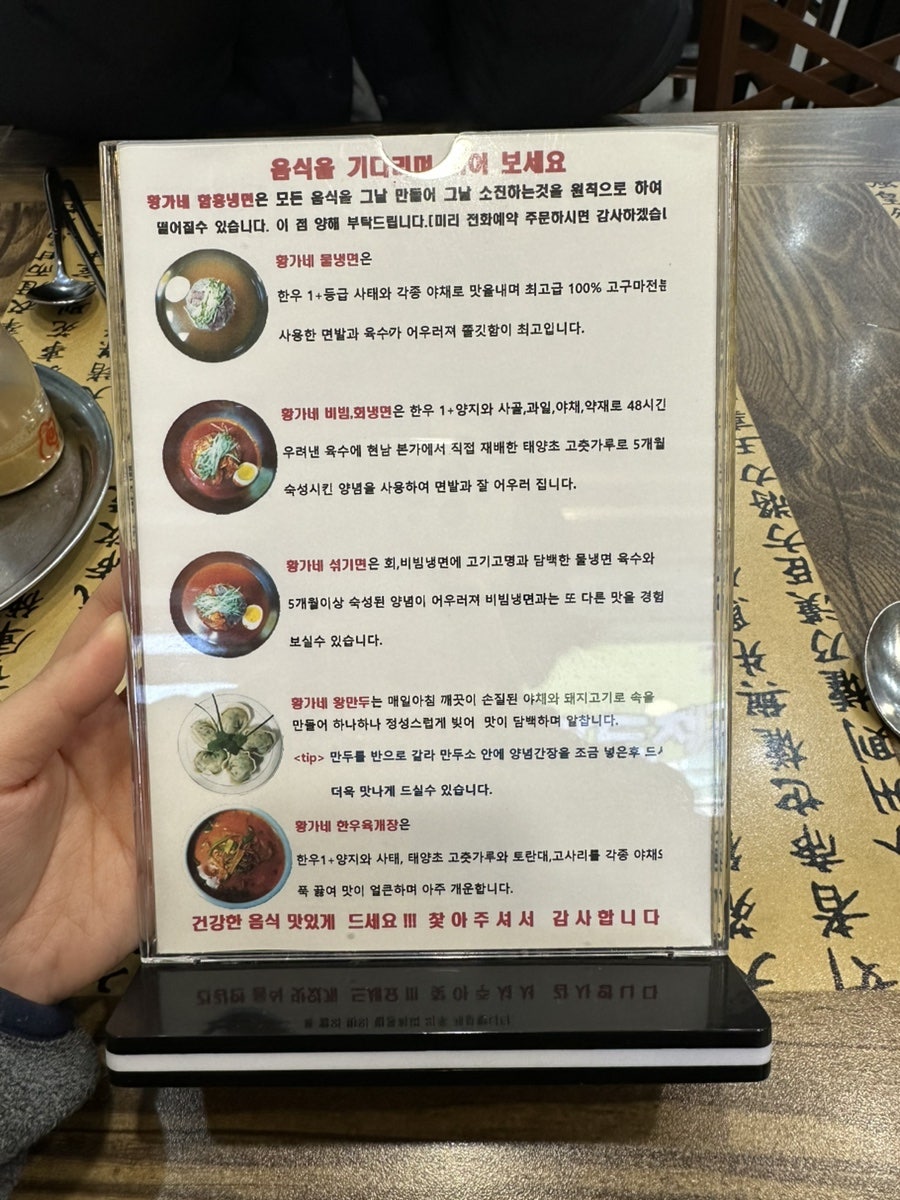 음식을 기다리며 보세요
황가네 함흥냉면은 모든 음식을 그날 만들어 그날 소진하는것을 원칙으로 하여
떨어질수 있습니다. 이 점 양해 부탁드립니다.(미리 전화예약 주문하시면
황가네 물냉면은
한우 1+등급 사태와 각종 야채로 맛을내며 최고급 100%
사용한 면발과 육수가 어우러져 쫄깃함이 최고입니다.
황가네 비빔,회냉면은 한우 1+양지와 사골,과일,야채,약재로
우려낸 육수에 현남 본가에서 직접 재배한 태양초 고춧가루로 5개월
숙성시킨 양념을 사용하여 면발과 잘 어우러 집니다.
황가네 섞기면은 회,비빔냉면에 고기고명과 담백한 물냉면 육수와
5개월이상 숙성된 양념이 어우러져 비빔냉면과는 또 다른 맛을 경험
보실수 있습니다.
황가네 왕만두는 매일아침 깨끗이 손질된 야채와 돼지고기로 속을
만들어 하나하나 정성스럽게 빚어 맛이 담백하며 알찹니다.
<tip> 만두를 반으로 갈라 만두소 안에 양념간장을 조금 넣은후
더욱 맛나게 드실수 있습니다.
황가네 한우육개장은
한우1+양지와 사태, 태양초 고춧가루와 토란대,고사리를 각종
푹 끓여 맛이 얼큰하며 아주 개운합니다.
건강한 음식 맛있게 드세요!!! 찾아주셔서 감사합니다